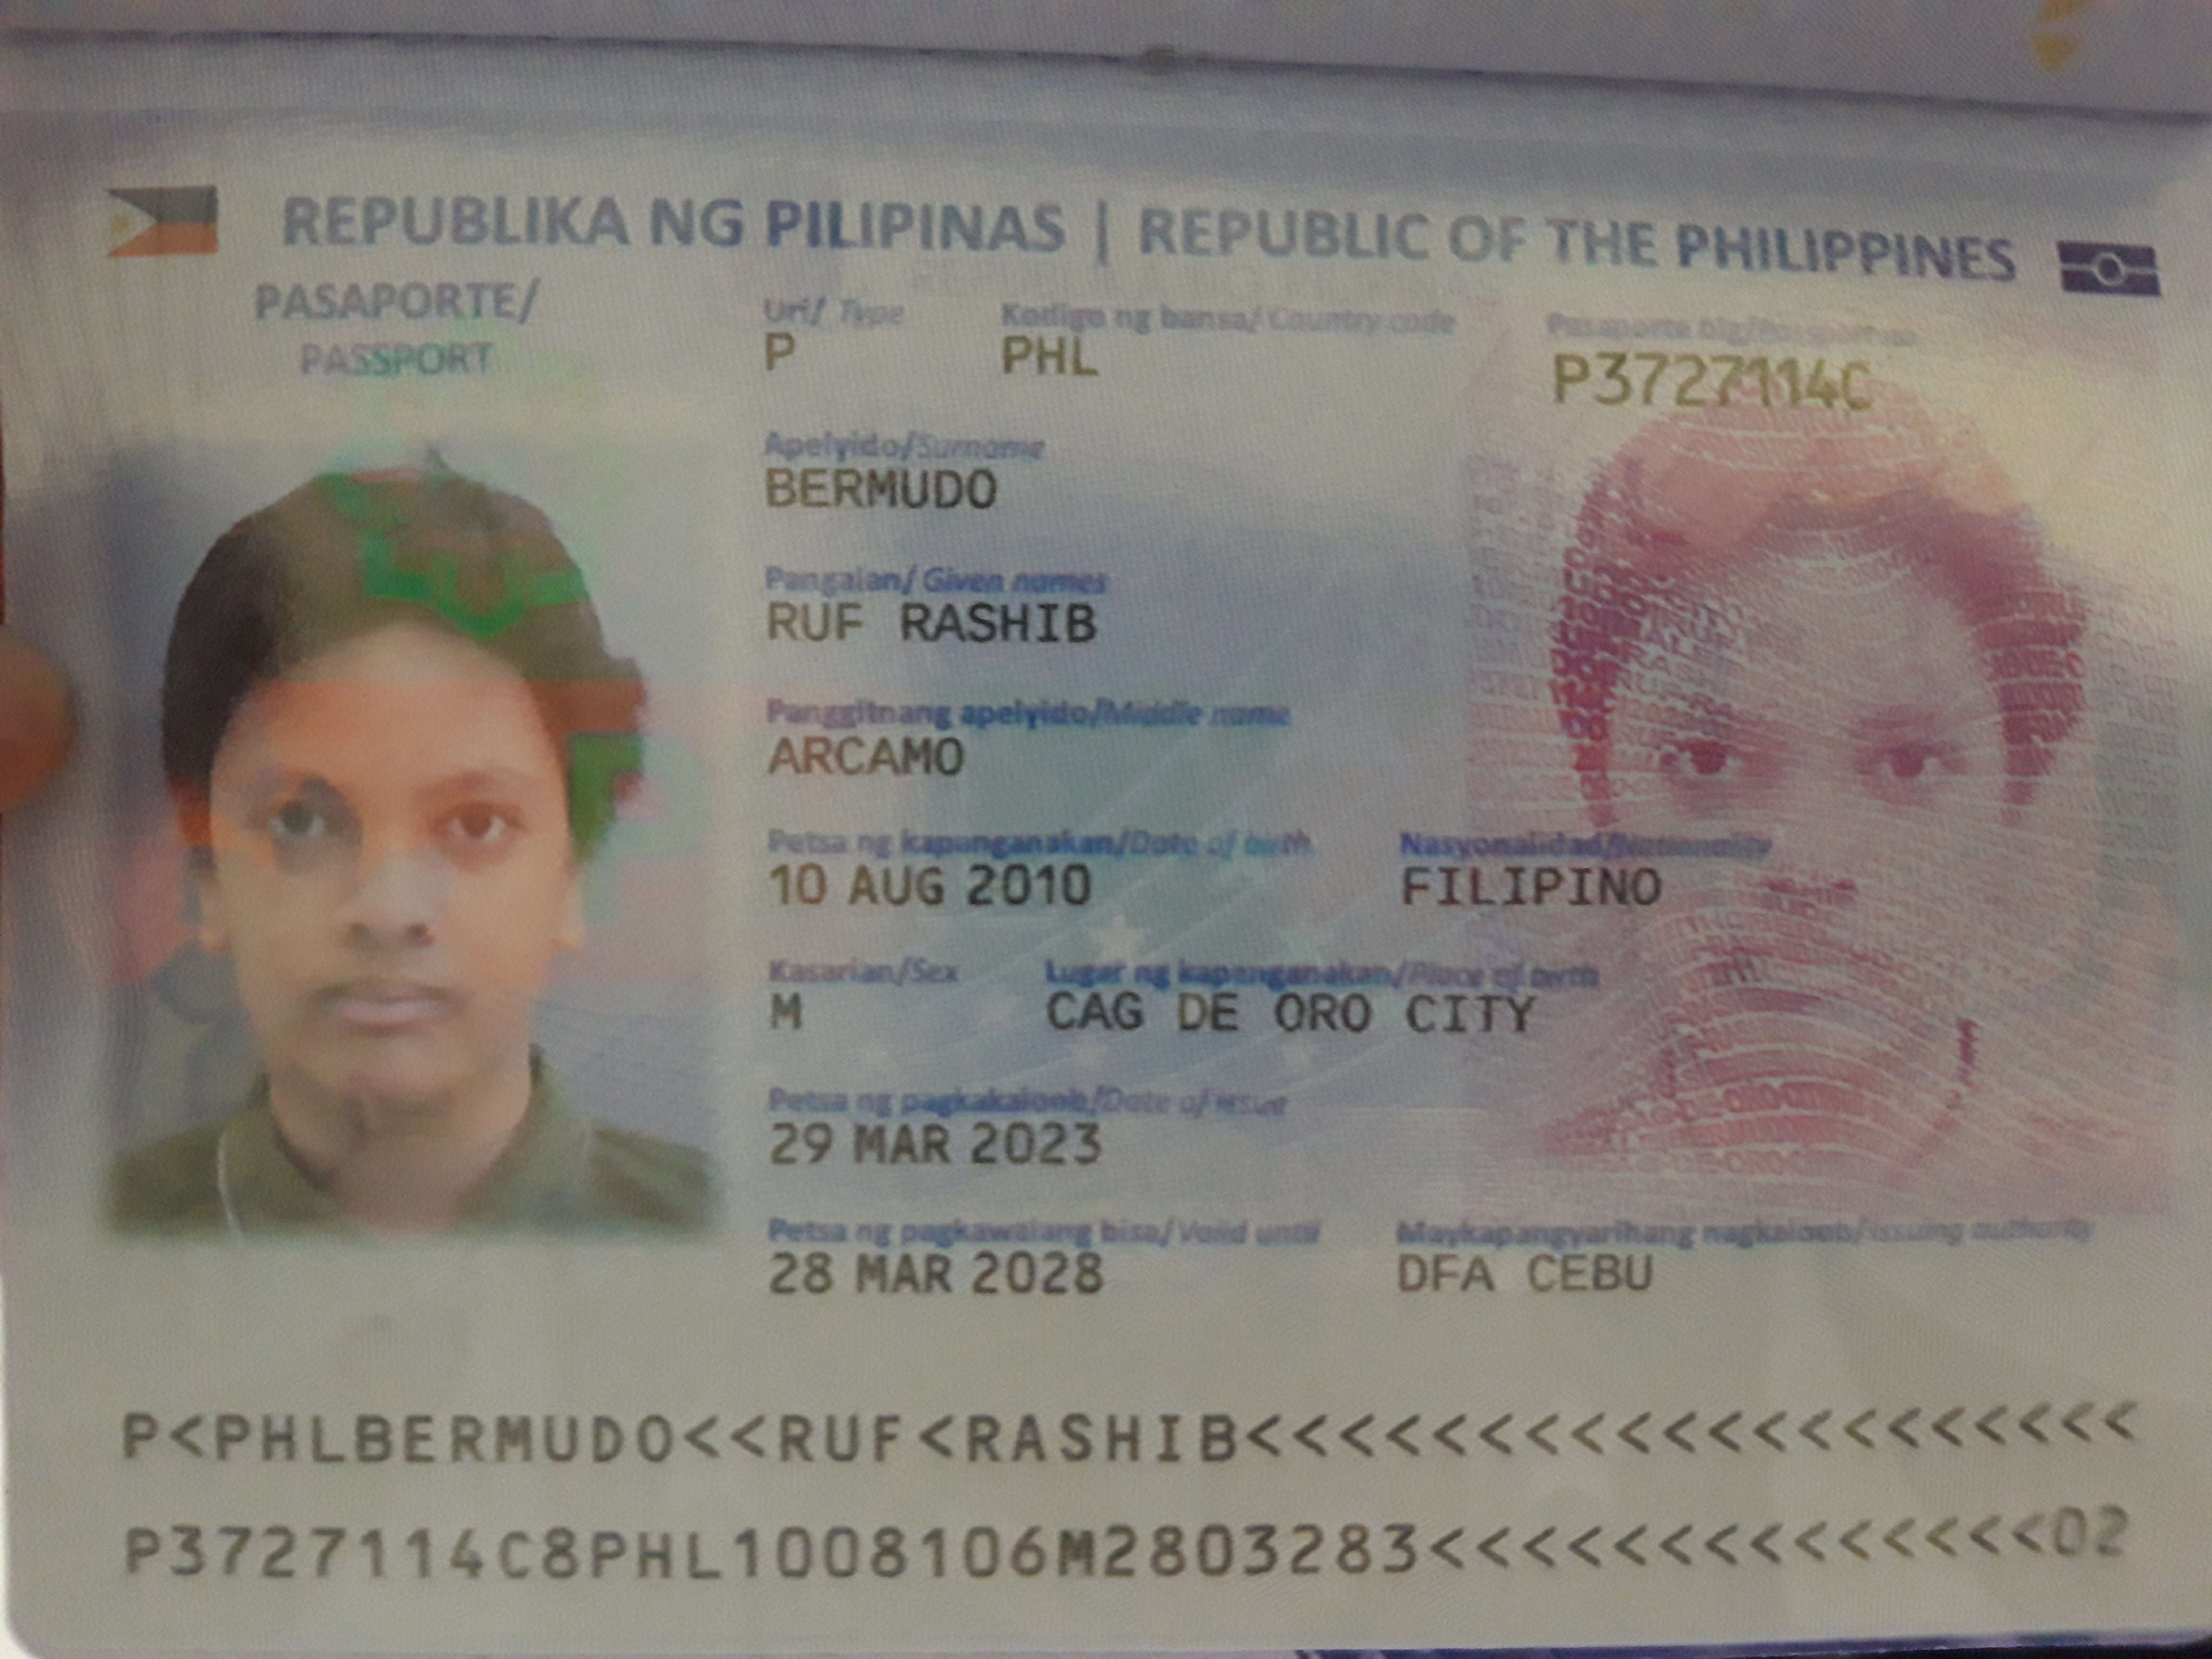 REPUBLIKA NG PILIPINAS | REPUBLIC OF THE PHILIPPINES
PASAPORTE/
PASSPORT
Uri/ Type
Kodigo ng bansa/ Country code
Pasaporte blg/Passport no.
P
PHL
P3727114C
Apelyido/Surname
BERMUDO
Pangalan/ Given names
RUF RASHIB
Panggitnang apelyido/Middle name
ARCAMO
Petsa ng kapanganakan/Date of birth
Nasyonalidad/Nationality
10 AUG 2010
FILIPINO
Kasarian/Sex
Lugar ng kapanganakan/Place of birth
M
CAG DE ORO CITY
Petsa ng pagkakaloob/Date of issue
29 MAR 2023
Petsa ng pagkawalang bisa/Valid until
Maykapangyarihang nagkaloob/Issuing authority
28 MAR 2028
DFA CEBU
P<PHLBERMUDO<<RUF<RASHIB<<<<<<<<<<<<<<<<<<<<
P3727114C8PHL1008106M2803283<<<<<<<<<<<<<<02